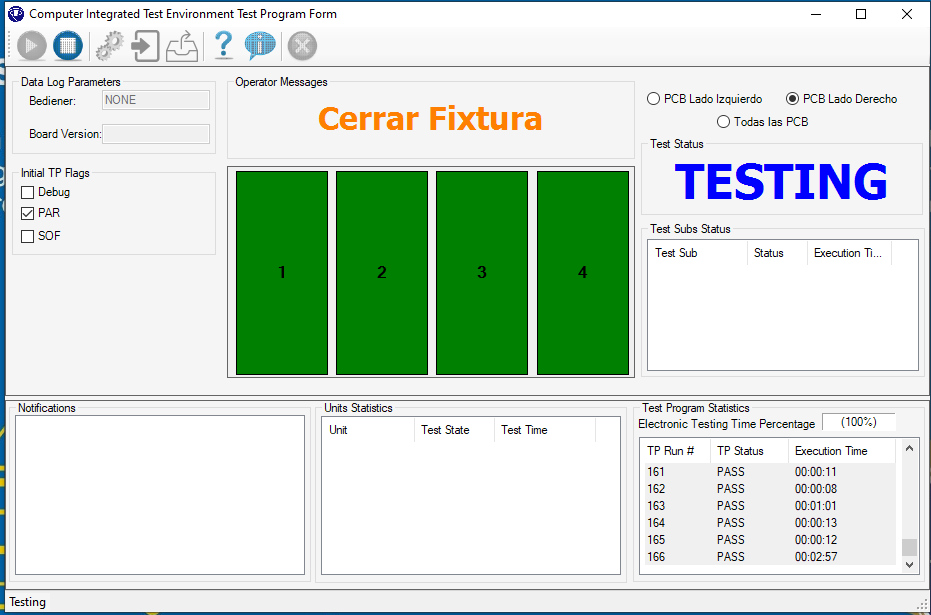 Computer Integrated Test Environment Test Program Form
Data Log Parameters
Bediener: NONE
Board Version:
Initial TP Flags
Debug
PAR
SOF
Operator Messages
Cerrar Fixtura
1 2 3 4
PCB Lado Izquierdo PCB Lado Derecho
Todas las PCB
Test Status
TESTING
Test Subs Status
Test Sub Status Execution Ti...
Notifications
Units Statistics
Unit Test State Test Time
Test Program Statistics
Electronic Testing Time Percentage (100%)
TP Run # TP Status Execution Time
161 PASS 00:00:11
162 PASS 00:00:08
163 PASS 00:01:01
164 PASS 00:00:13
165 PASS 00:00:12
166 PASS 00:02:57
Testing